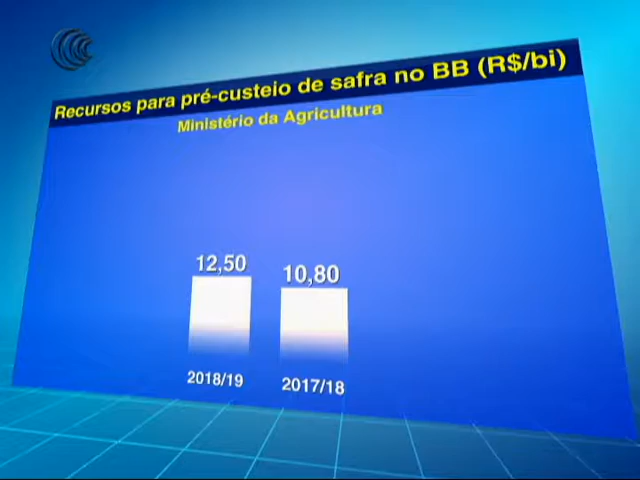 Recursos para pré-custeio de safra no BB (R$/bi)
Ministério da Agricultura
12,50
10,80
2018/19
2017/18